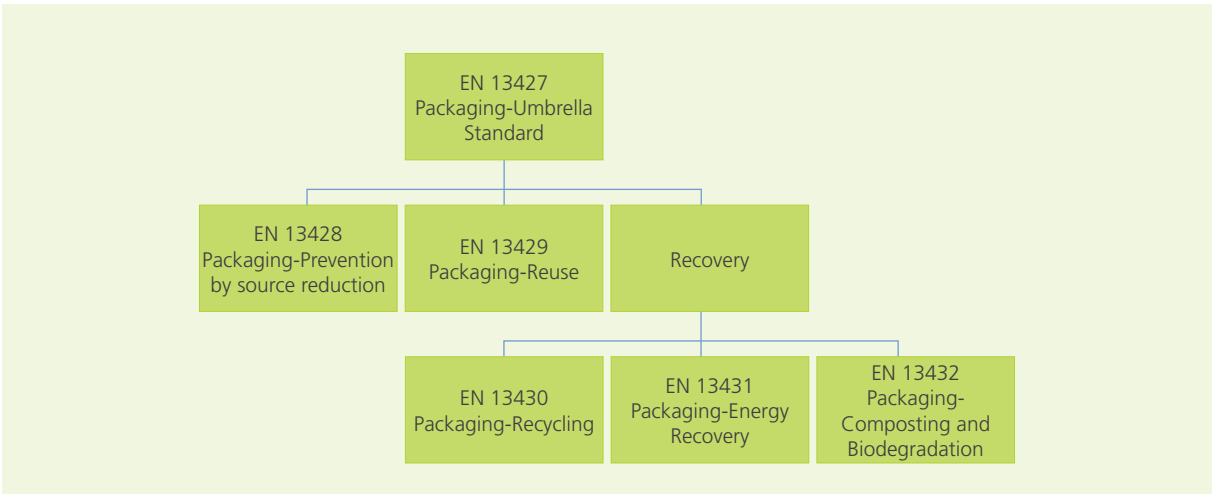 EN 13427
Packaging-Umbrella
Standard
EN 13428
Packaging-Prevention
by source reduction
EN 13429
Packaging-Reuse
Recovery
EN 13430
Packaging-Recycling
EN 13431
Packaging-Energy
Recovery
EN 13432
Packaging-
Composting and
Biodegradation